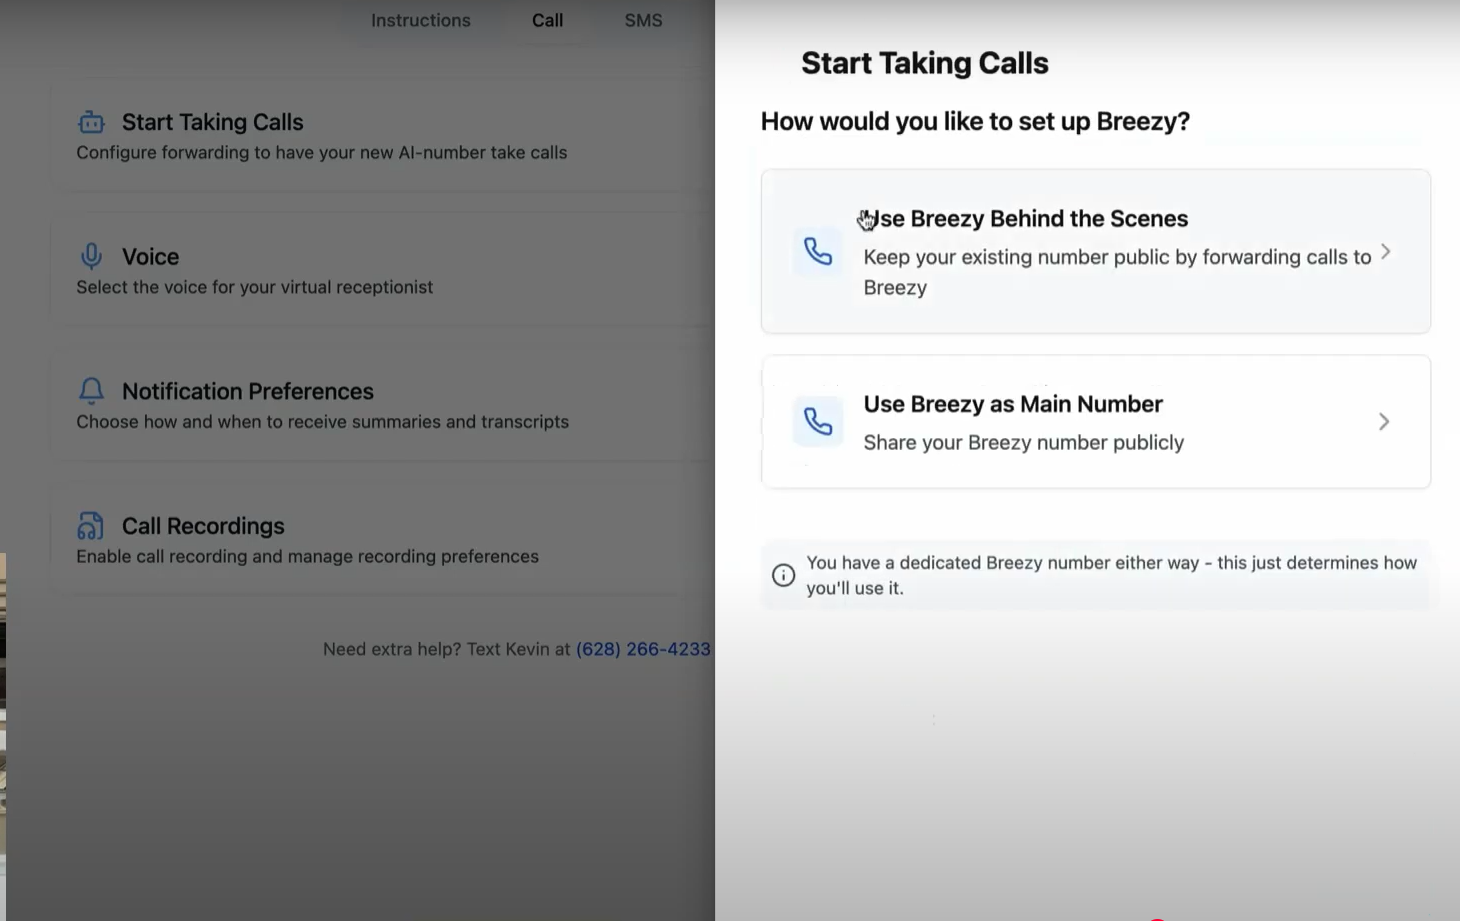 Instructions Call SMS
Start Taking Calls
Configure forwarding to have your new AI-number take calls
Voice
Select the voice for your virtual receptionist
Notification Preferences
Choose how and when to receive summaries and transcripts
Call Recordings
Enable call recording and manage recording preferences
Need extra help? Text Kevin at (628) 266-4233
Start Taking Calls
How would you like to set up Breezy?
Use Breezy Behind the Scenes
Keep your existing number public by forwarding calls to
Breezy
Use Breezy as Main Number
Share your Breezy number publicly
You have a dedicated Breezy number either way - this just determines how
you'll use it.